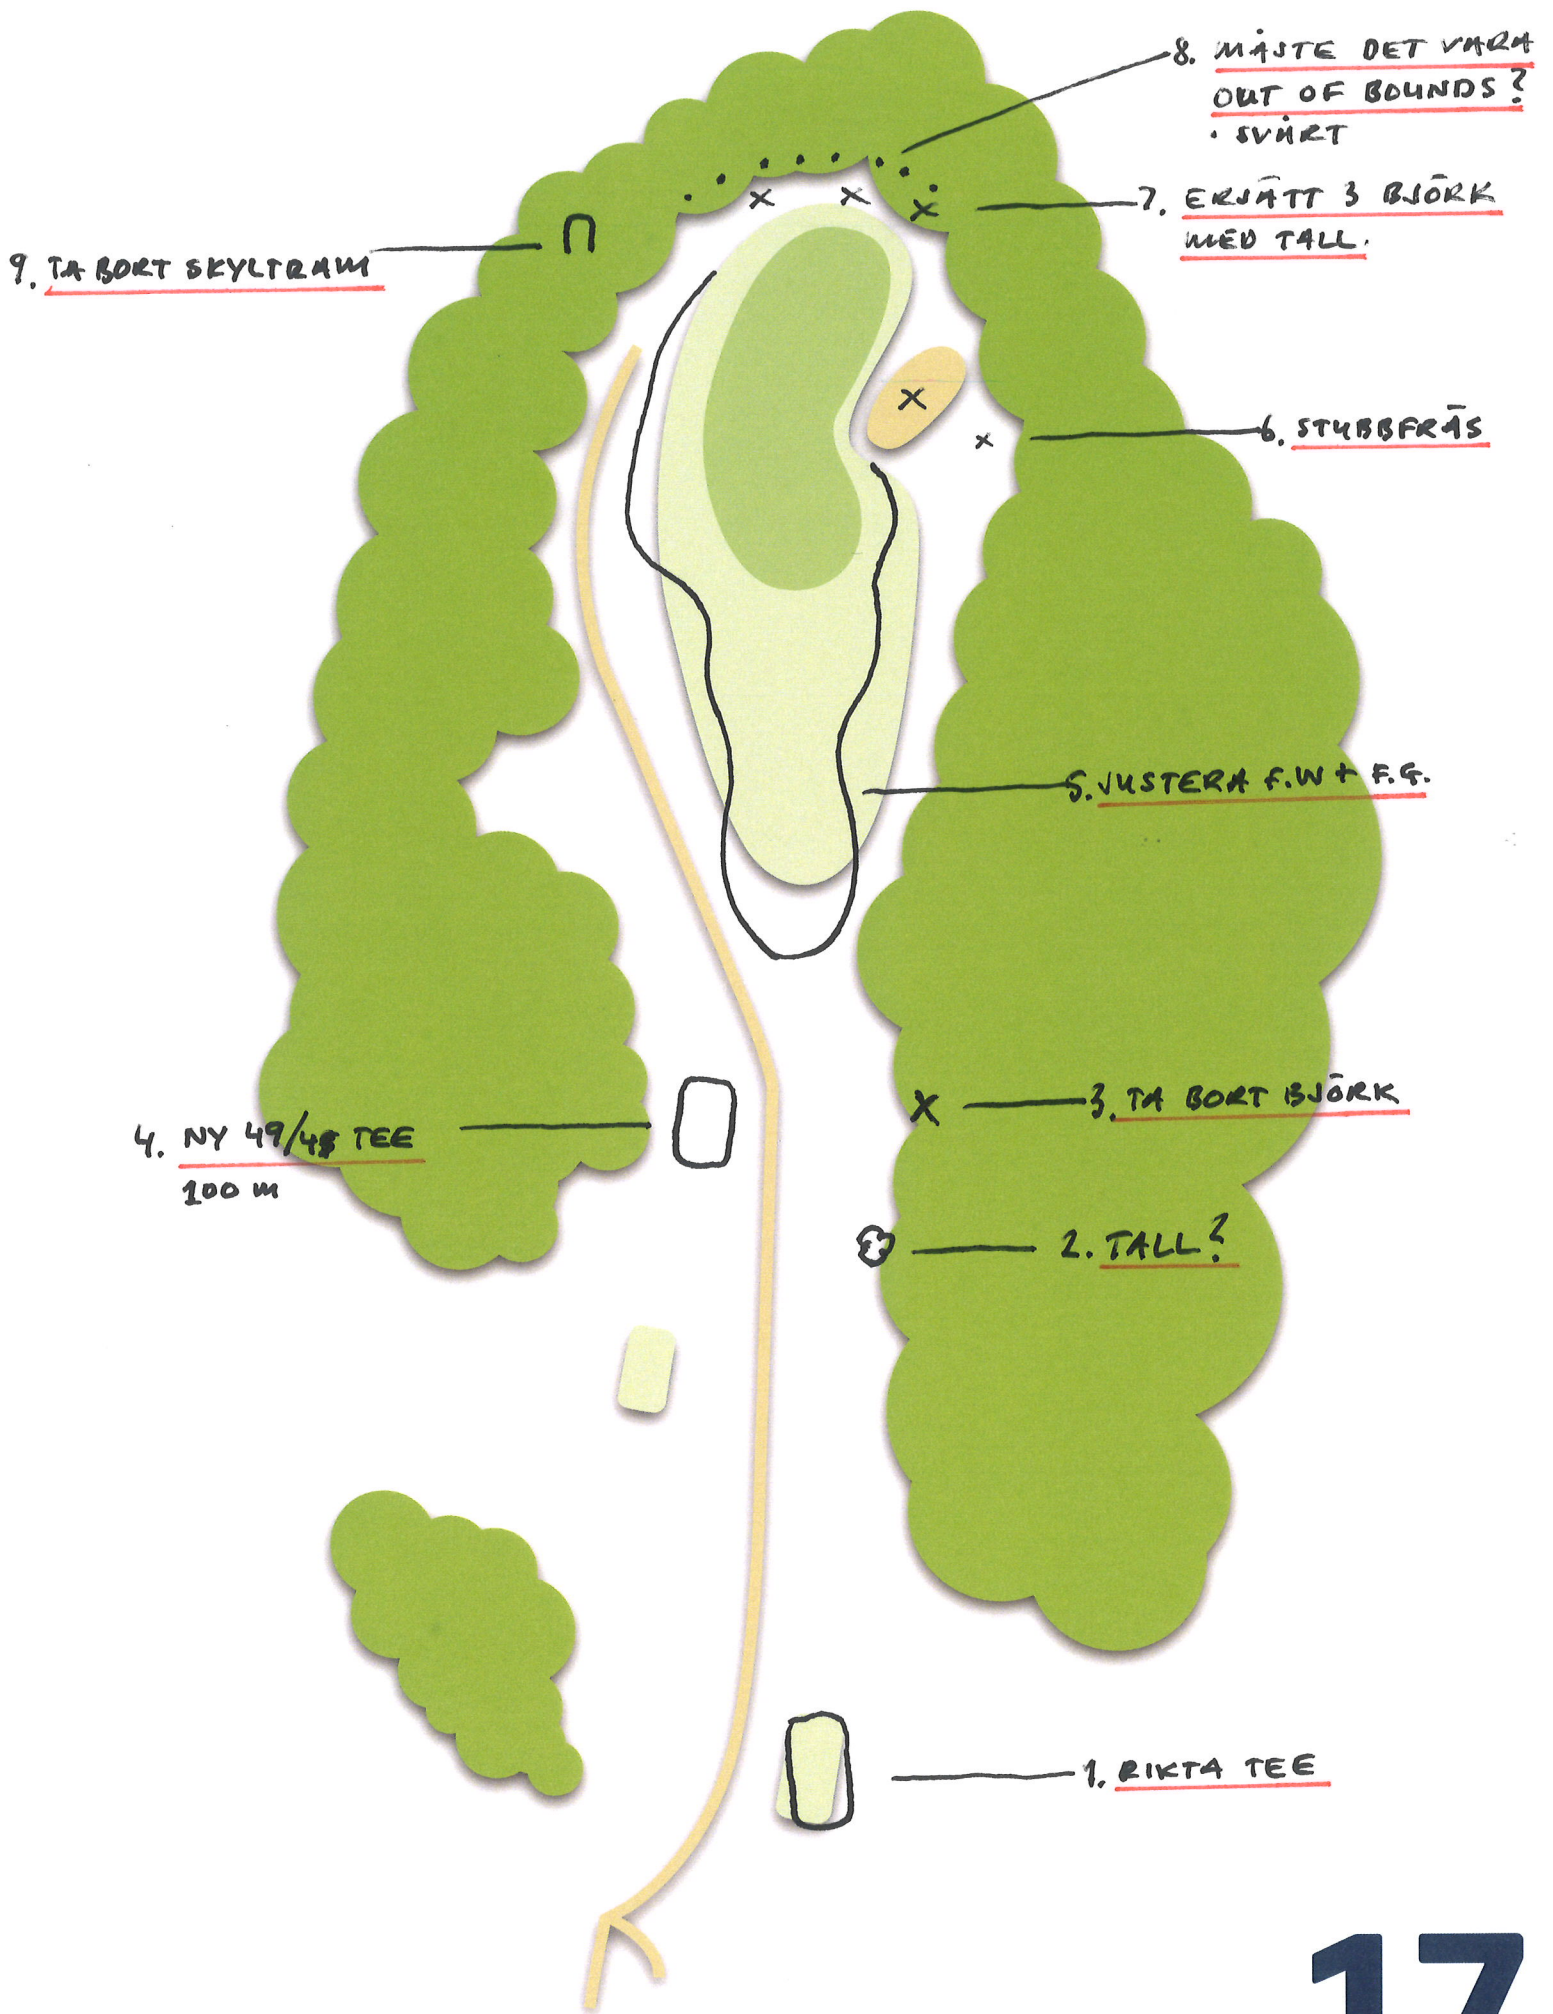 8. MÅSTE DET VARA
OUT OF BOUNDS?
· SVÅRT
7. ERSÄTT 3 BJÖRK
MED TALL.
9. TA BORT SKYLTRAM
6. STUBBFRÄS
5. JUSTERA F.W + F.G.
3. TA BORT BJÖRK
4. NY 49/48 TEE
100 m
2. TALL?
1. RIKTA TEE
17